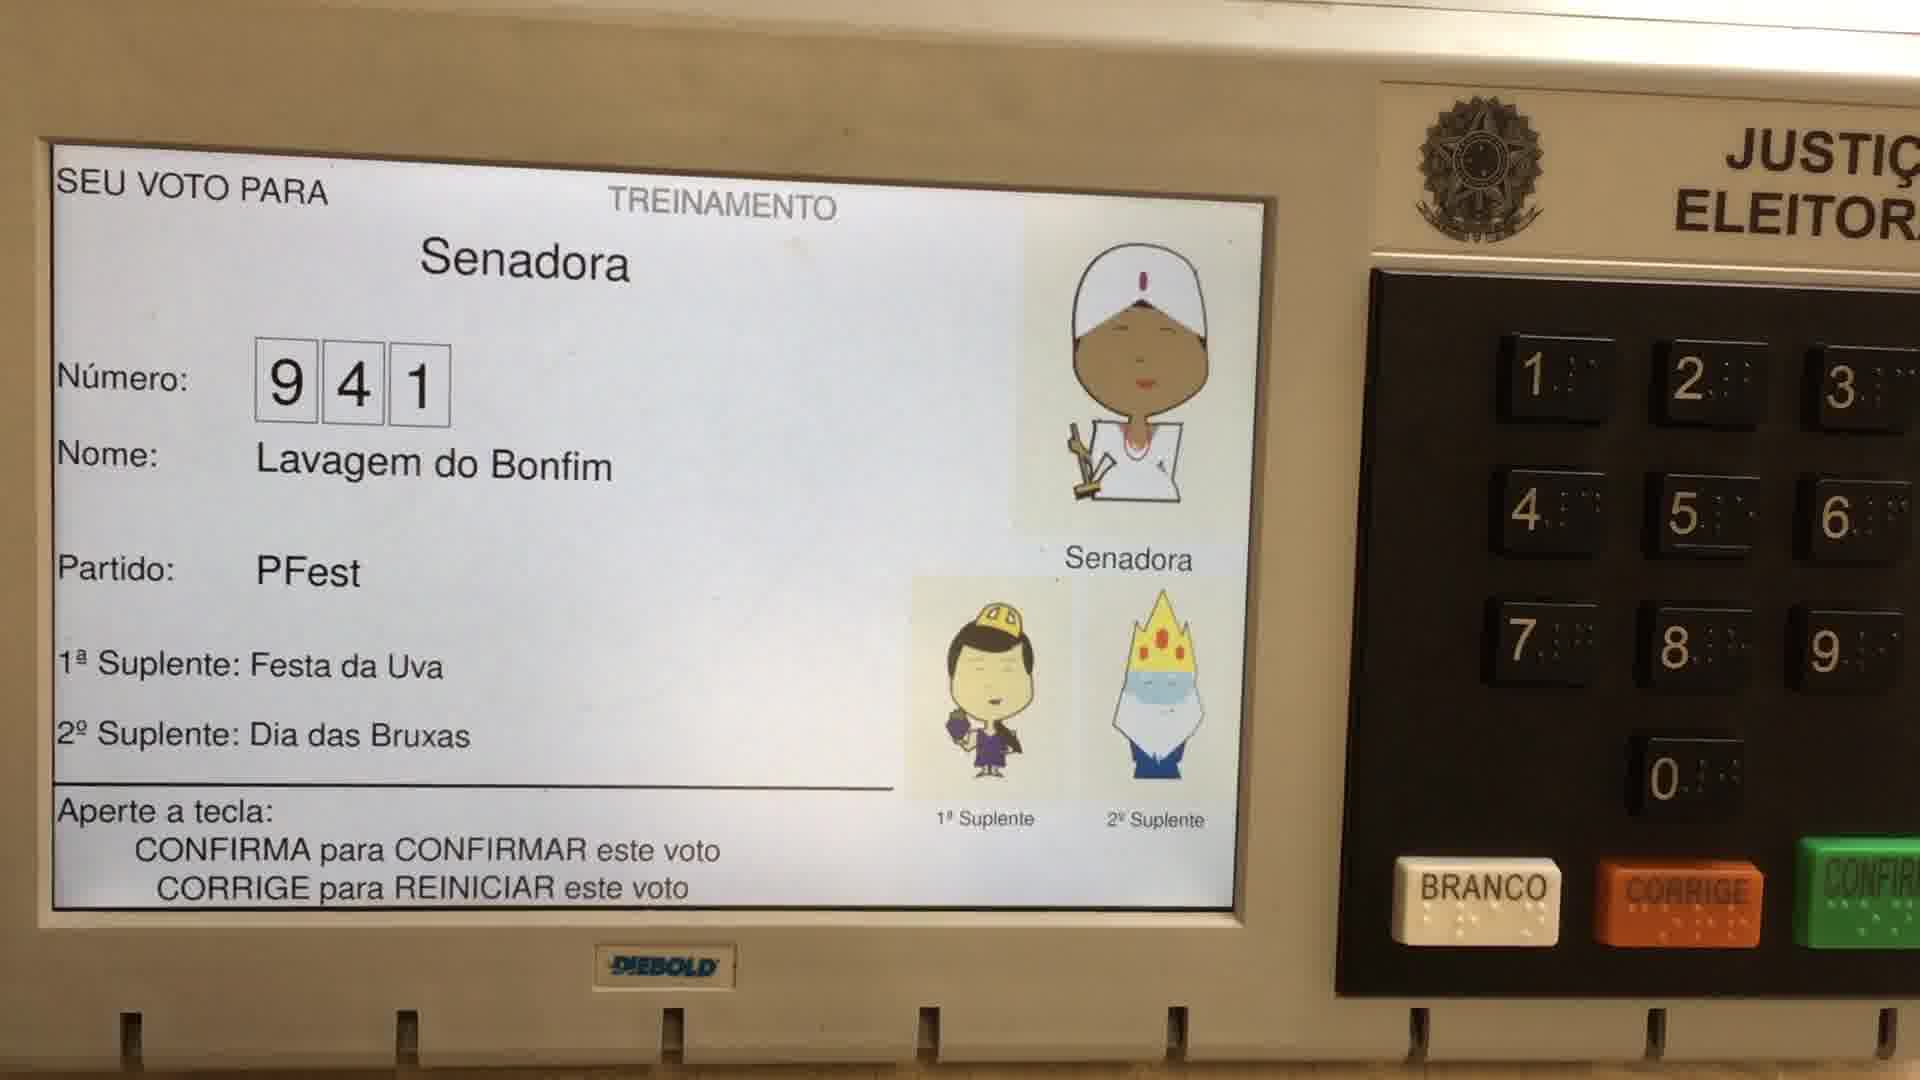 SEU VOTO PARA
TREINAMENTO
Senadora
Número: 9 4 1
Nome: Lavagem do Bonfim
Partido: PFest
1ª Suplente: Festa da Uva
2º Suplente: Dia das Bruxas
Aperte a tecla:
CONFIRMA para CONFIRMAR este voto
CORRIGE para REINICIAR este voto
Senadora
1ª Suplente
2º Suplente
DIEBOLD
JUSTIÇ
ELEITORA
1 2 3
4 5 6
7 8 9
0
BRANCO CORRIGE CONFIR